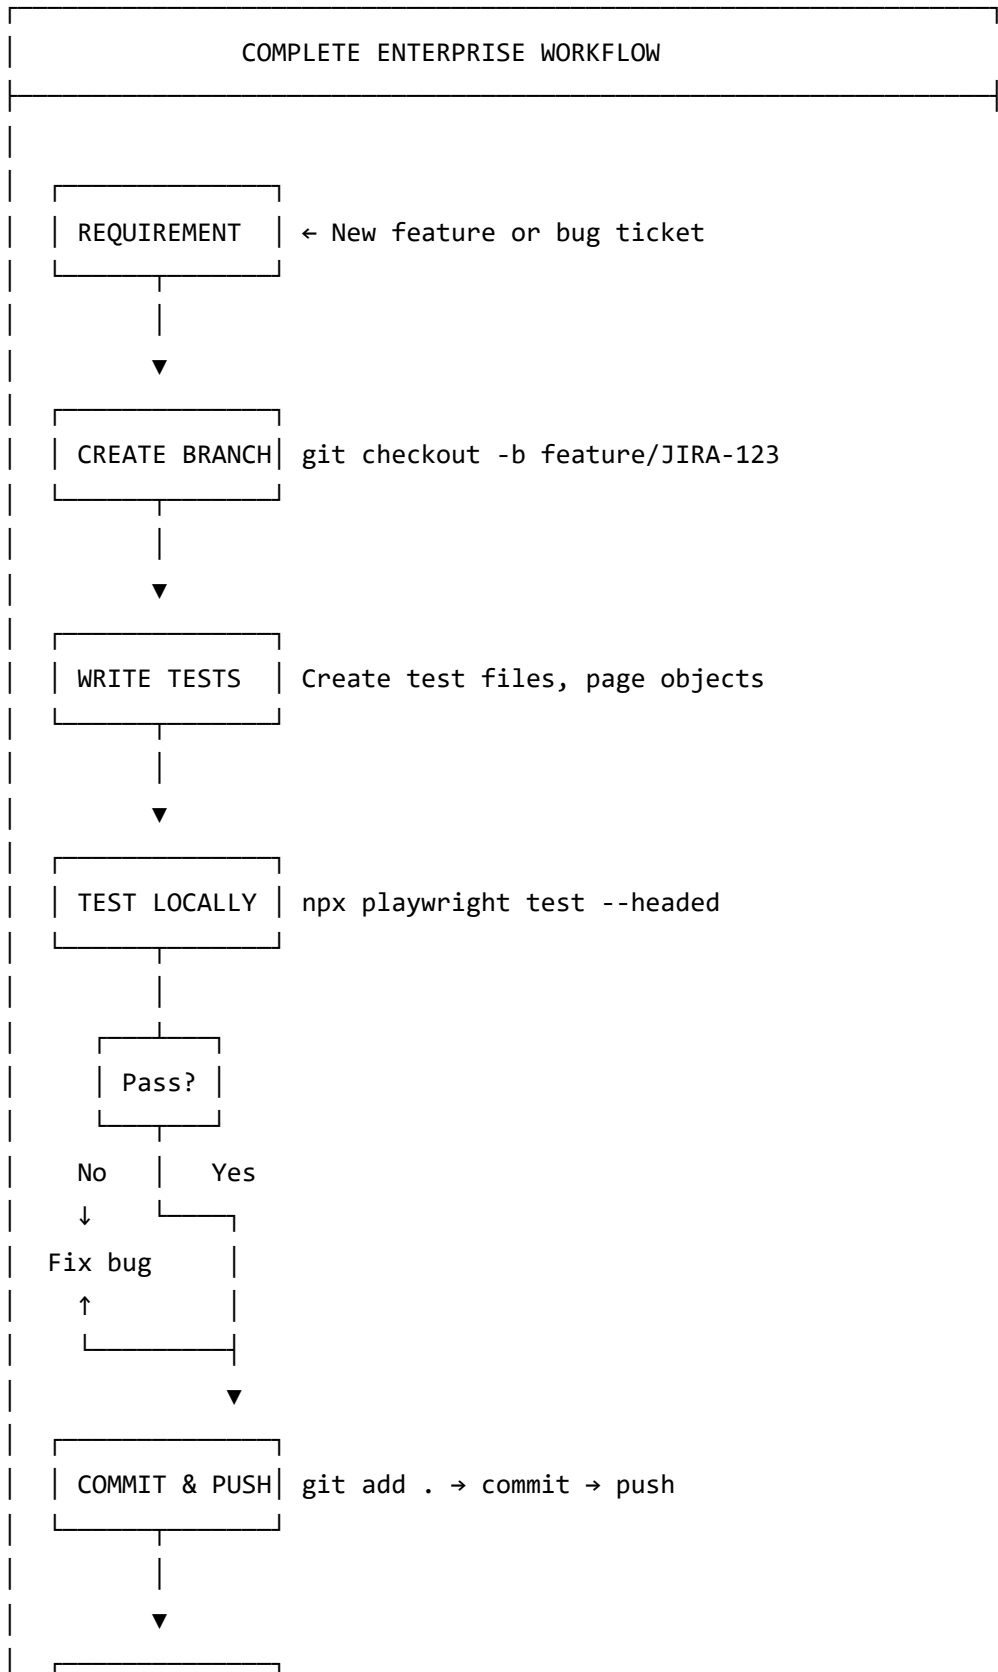 COMPLETE ENTERPRISE WORKFLOW
REQUIREMENT ← New feature or bug ticket
▼
CREATE BRANCH git checkout -b feature/JIRA-123
▼
WRITE TESTS Create test files, page objects
▼
TEST LOCALLY npx playwright test --headed
Pass?
No Yes
↓
Fix bug
↑
▼
COMMIT & PUSH git add . → commit → push
▼